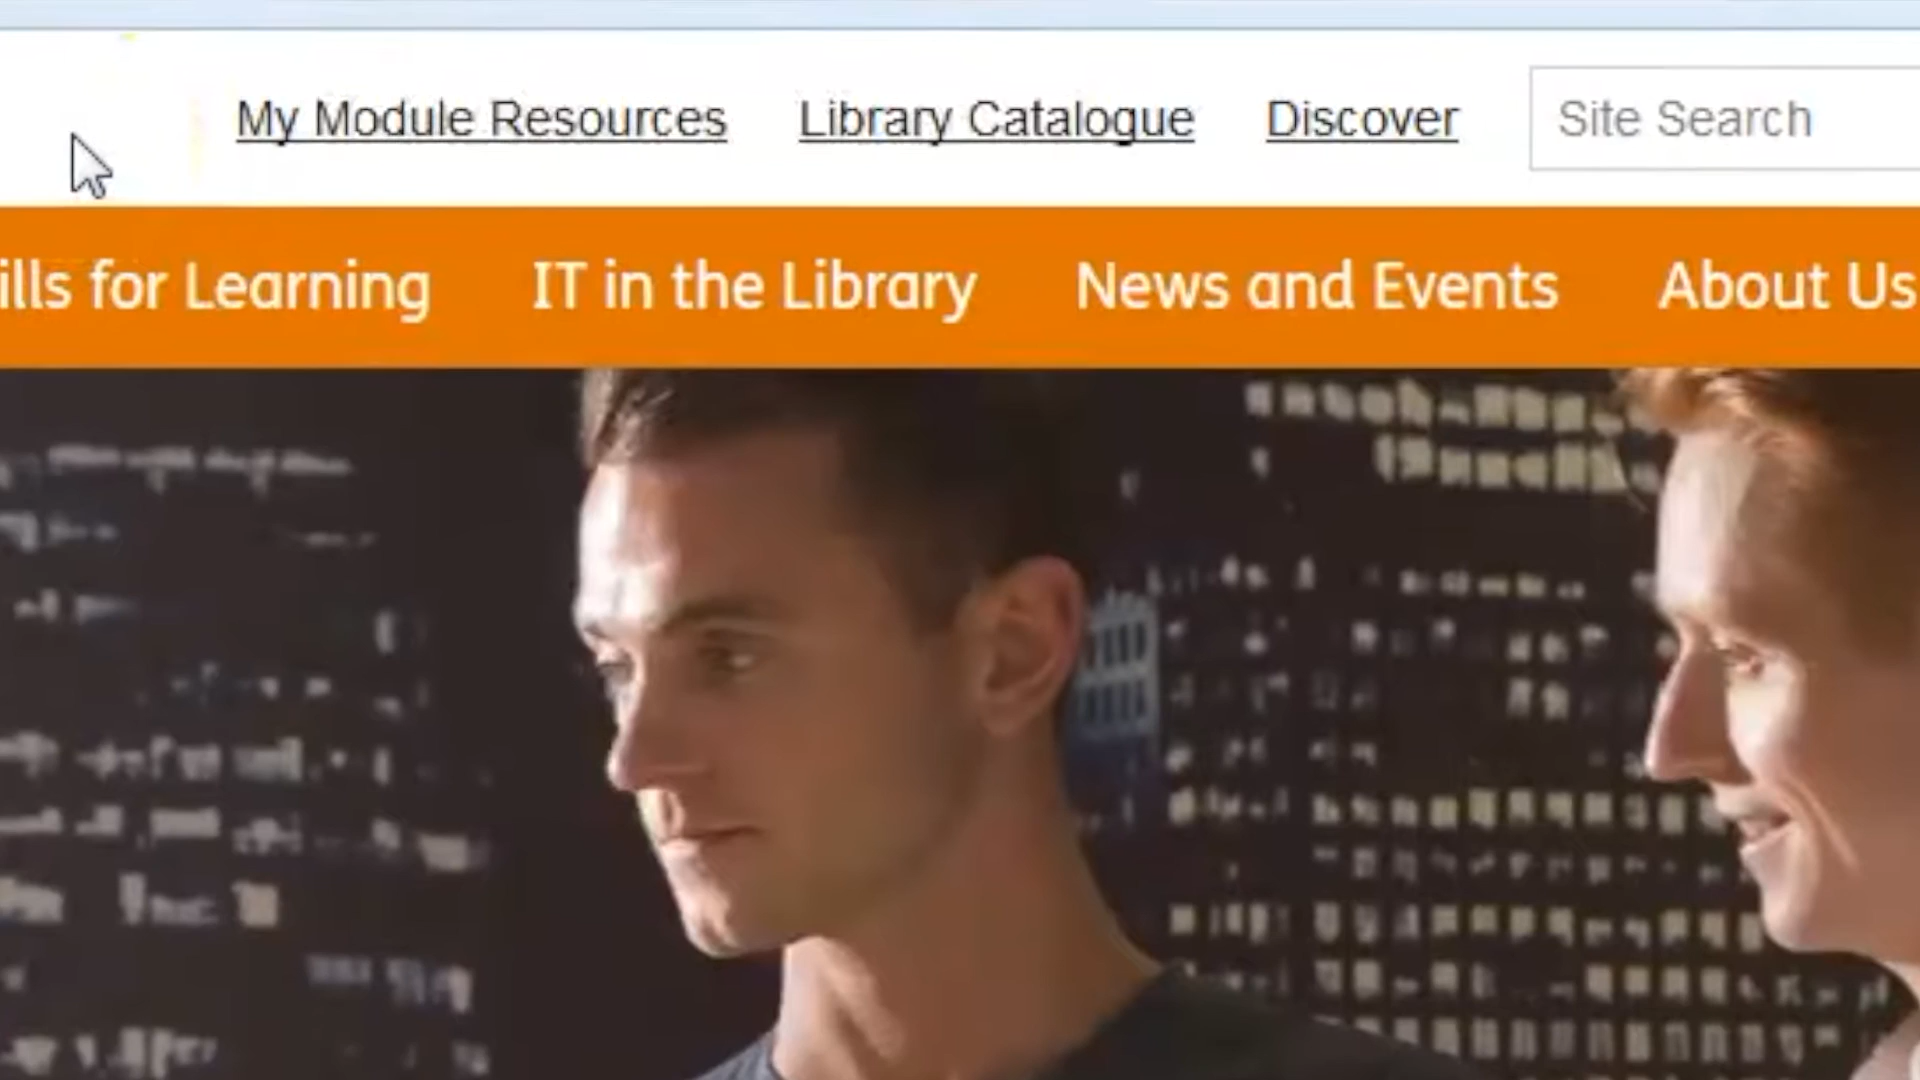 My Module Resources Library Catalogue Discover Site Search
ills for Learning IT in the Library News and Events About Us